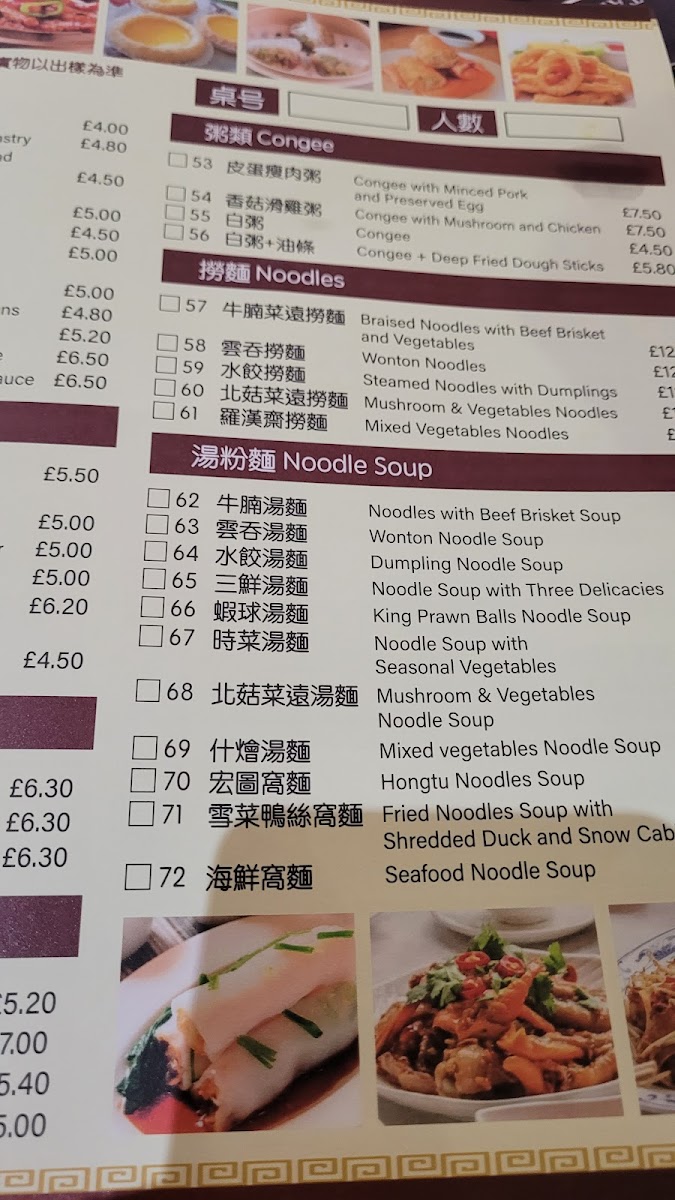 實物以出樣為準
桌号
人數
£4.00
£4.80
£4.50
£5.00
£4.50
£5.00
£5.00
£4.80
£5.20
£6.50
£6.50
£5.50
£5.00
£5.00
£5.00
£6.20
£4.50
£6.30
£6.30
£6.30
£5.20
7.00
5.40
5.00
粥類 Congee
53 皮蛋瘦肉粥 Congee with Minced Pork
and Preserved Egg £7.50
54 香菇滑雞粥 Congee with Mushroom and Chicken £7.50
55 白粥 Congee £4.50
56 白粥+油條 Congee + Deep Fried Dough Sticks £5.80
撈麵 Noodles
57 牛腩菜遠撈麵 Braised Noodles with Beef Brisket
and Vegetables £12
58 雲吞撈麵 Wonton Noodles £12
59 水餃撈麵 Steamed Noodles with Dumplings £1
60 北菇菜遠撈麵 Mushroom & Vegetables Noodles £1
61 羅漢齋撈麵 Mixed Vegetables Noodles £
湯粉麵 Noodle Soup
62 牛腩湯麵 Noodles with Beef Brisket Soup
63 雲吞湯麵 Wonton Noodle Soup
64 水餃湯麵 Dumpling Noodle Soup
65 三鮮湯麵 Noodle Soup with Three Delicacies
66 蝦球湯麵 King Prawn Balls Noodle Soup
67 時菜湯麵 Noodle Soup with
Seasonal Vegetables
68 北菇菜遠湯麵 Mushroom & Vegetables
Noodle Soup
69 什燴湯麵 Mixed vegetables Noodle Soup
70 宏圖窩麵 Hongtu Noodles Soup
71 雪菜鴨絲窩麵 Fried Noodles Soup with
Shredded Duck and Snow Cab
72 海鮮窩麵 Seafood Noodle Soup